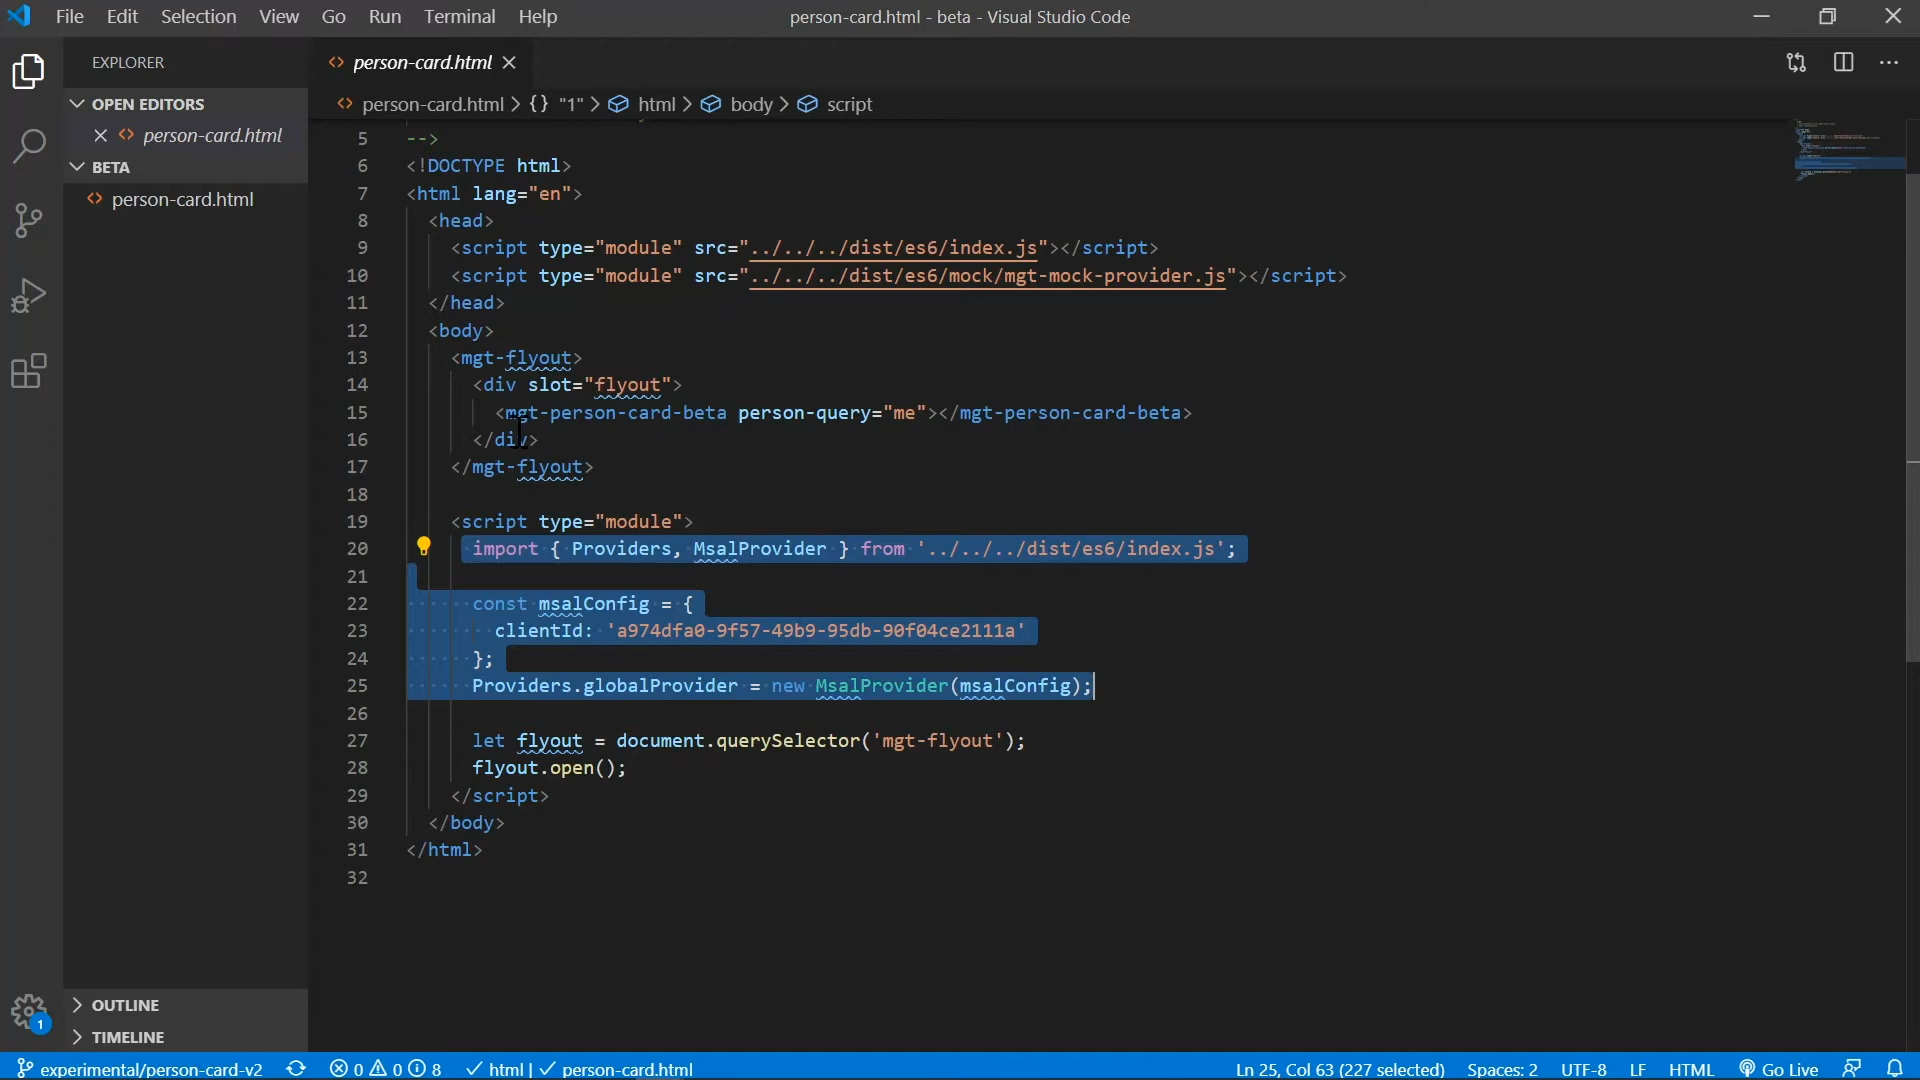 File Edit Selection View Go Run Terminal Help
person-card.html - beta - Visual Studio Code
EXPLORER
OPEN EDITORS
person-card.html
BETA
person-card.html
OUTLINE
TIMELINE
person-card.html
person-card.html > {} "1" > html > body > script
5 -->
6 <!DOCTYPE html>
7 <html lang="en">
8 <head>
9 <script type="module" src="../../../dist/es6/index.js"></script>
10 <script type="module" src="../../../dist/es6/mock/mgt-mock-provider.js"></script>
11 </head>
12 <body>
13 <mgt-flyout>
14 <div slot="flyout">
15 <mgt-person-card-beta person-query="me"></mgt-person-card-beta>
16 </div>
17 </mgt-flyout>
18
19 <script type="module">
20 import { Providers, MsalProvider } from '../../../dist/es6/index.js';
21
22 const msalConfig = {
23 clientId: 'a974dfa0-9f57-49b9-95db-90f04ce2111a'
24 };
25 Providers.globalProvider = new MsalProvider(msalConfig);
26
27 let flyout = document.querySelector('mgt-flyout');
28 flyout.open();
29 </script>
30 </body>
31 </html>
32
1
experimental/person-card-v2 0 0 8 html | person-card.html Ln 25, Col 63 (227 selected) Spaces: 2 UTF-8 LF HTML Go Live